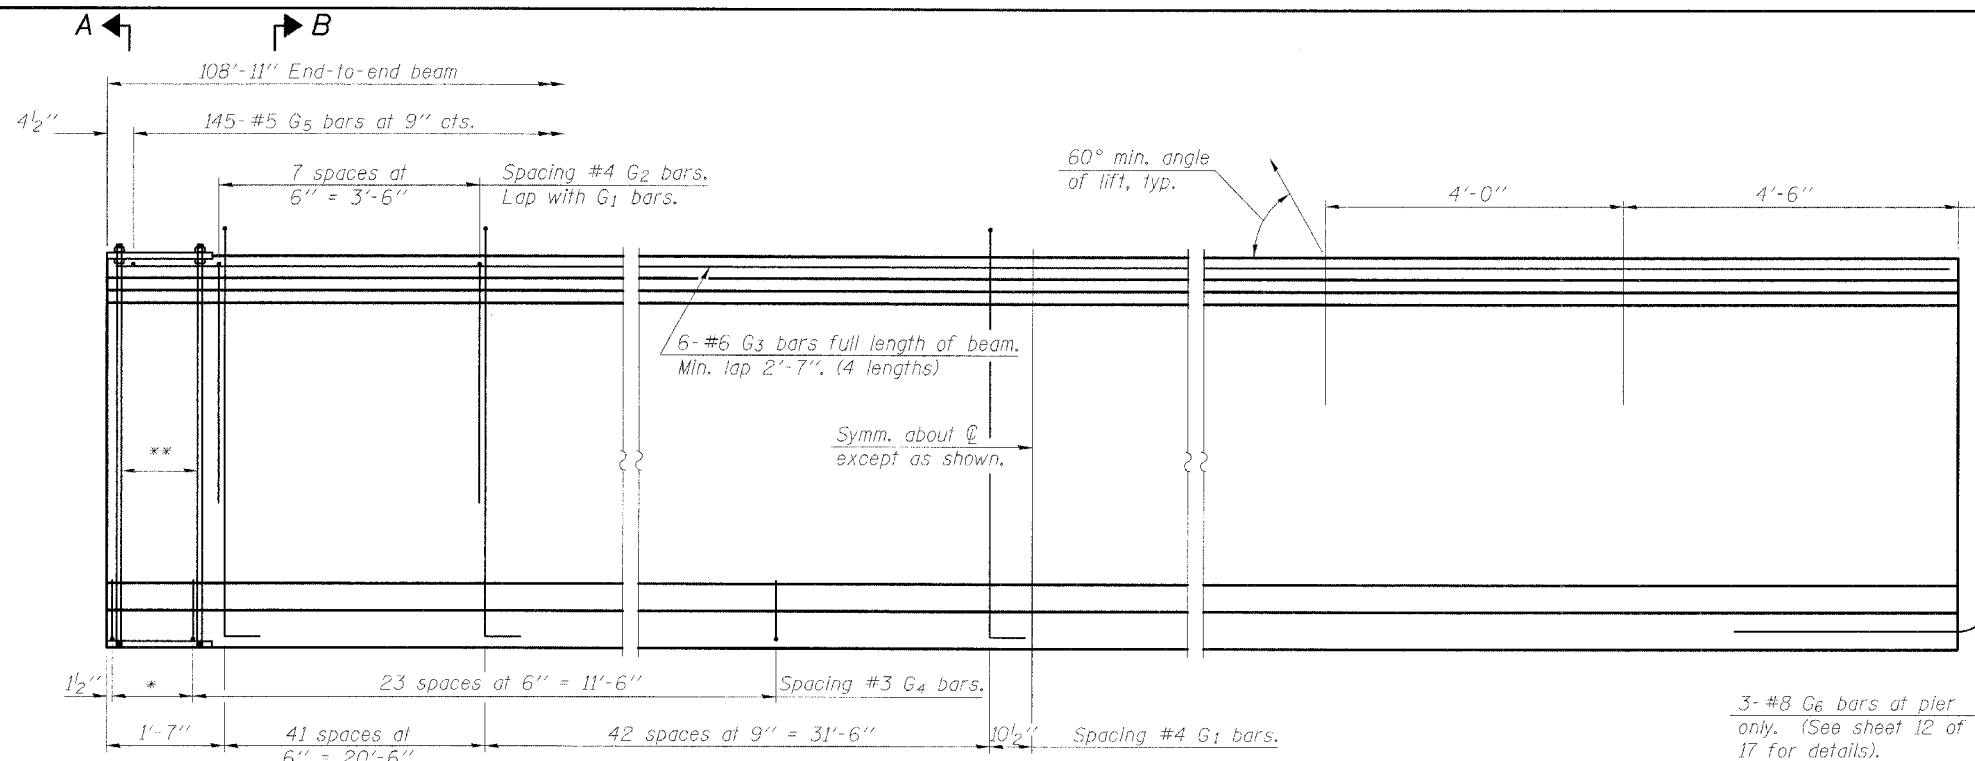 A B
108'-11" End-to-end beam
4½"
145-#5 G5 bars at 9" cts.
7 spaces at
6" = 3'-6"
Spacing #4 G2 bars.
Lap with G1 bars.
60° min. angle
of lift, typ.
4'-0"
4'-6"
6-#6 G3 bars full length of beam.
Min. lap 2'-7". (4 lengths)
**
Symm. about ℄
except as shown.
1½"
*
23 spaces at 6" = 11'-6"
Spacing #3 G4 bars.
1'-7"
41 spaces at
6" = 20'-6"
42 spaces at 9" = 31'-6"
10½"
Spacing #4 G1 bars.
3-#8 G6 bars at pier
only. (See sheet 12 of
17 for details).